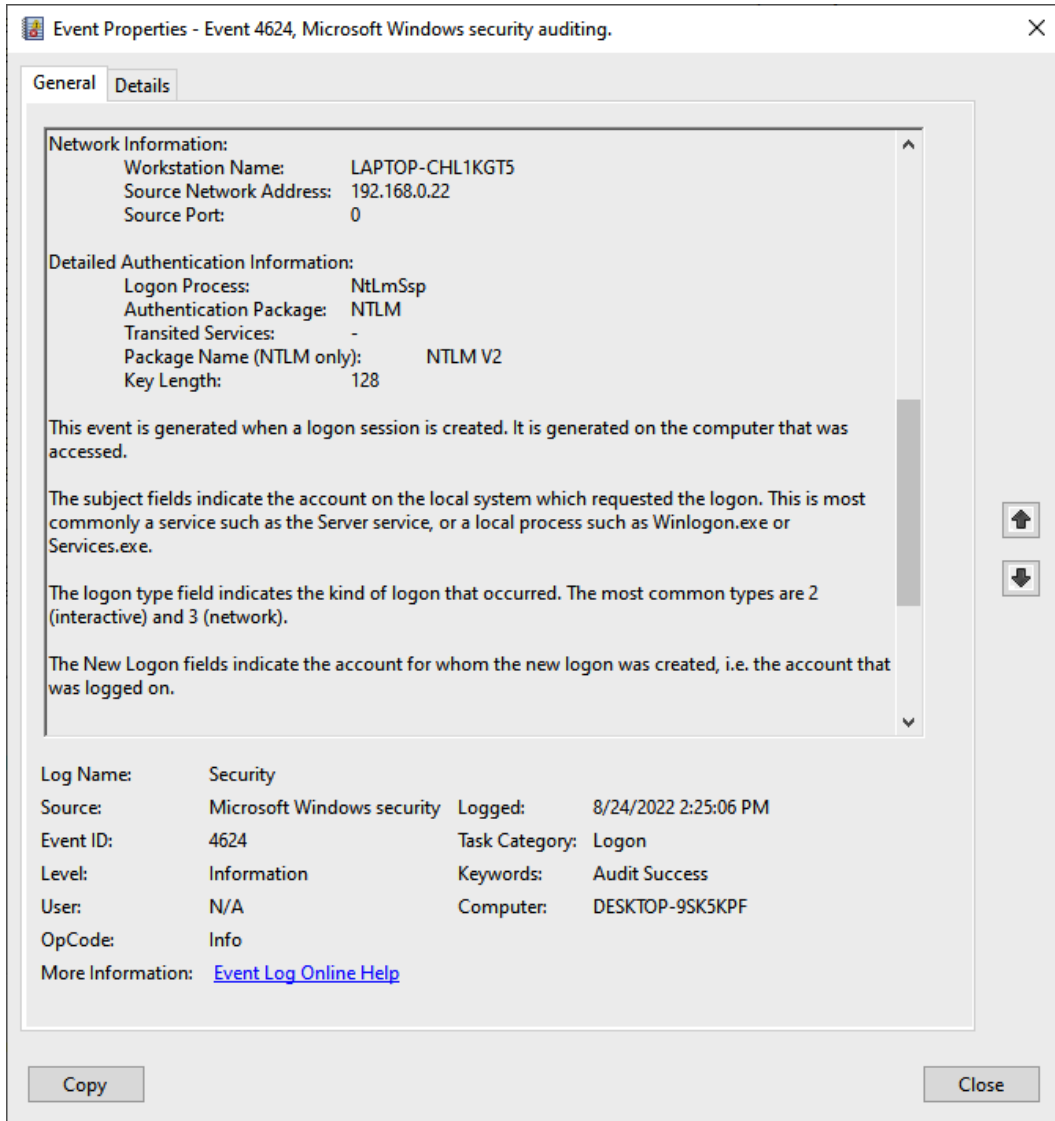 Event Properties - Event 4624, Microsoft Windows security auditing.
General Details
Network Information:
Workstation Name: LAPTOP-CHL1KGT5
Source Network Address: 192.168.0.22
Source Port: 0
Detailed Authentication Information:
Logon Process: NtLmSsp
Authentication Package: NTLM
Transited Services: -
Package Name (NTLM only): NTLM V2
Key Length: 128
This event is generated when a logon session is created. It is generated on the computer that was
accessed.
The subject fields indicate the account on the local system which requested the logon. This is most
commonly a service such as the Server service, or a local process such as Winlogon.exe or
Services.exe.
The logon type field indicates the kind of logon that occurred. The most common types are 2
(interactive) and 3 (network).
The New Logon fields indicate the account for whom the new logon was created, i.e. the account that
was logged on.
Log Name: Security
Source: Microsoft Windows security Logged: 8/24/2022 2:25:06 PM
Event ID: 4624 Task Category: Logon
Level: Information Keywords: Audit Success
User: N/A Computer: DESKTOP-9SK5KPF
OpCode: Info
More Information: Event Log Online Help
Copy Close